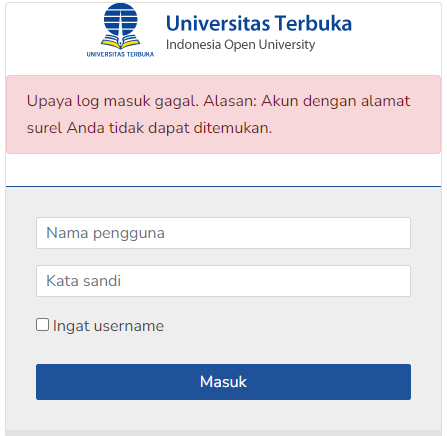 Universitas Terbuka
Indonesia Open University
UNIVERSITAS TERBUKA
Upaya log masuk gagal. Alasan: Akun dengan alamat
surel Anda tidak dapat ditemukan.
Nama pengguna
Kata sandi
Ingat username
Masuk